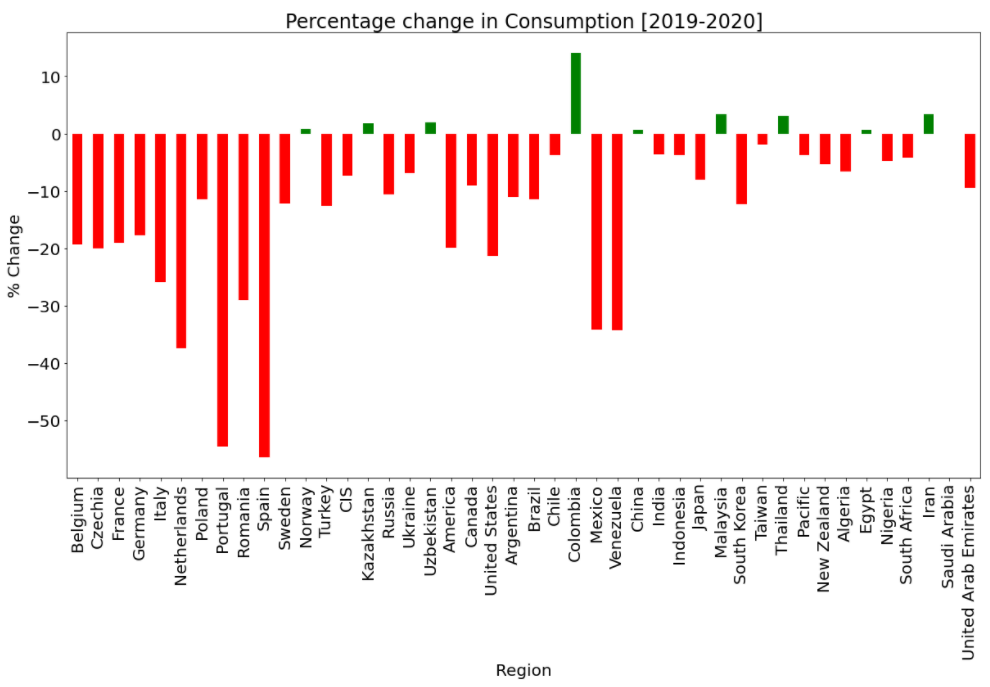 Percentage change in Consumption [2019-2020]
% Change
10
0
−10
−20
−30
−40
−50
Belgium
Czechia
France
Germany
Italy
Netherlands
Poland
Portugal
Romania
Spain
Sweden
Norway
Turkey
CIS
Kazakhstan
Russia
Ukraine
Uzbekistan
America
Canada
United States
Argentina
Brazil
Chile
Colombia
Mexico
Venezuela
China
India
Indonesia
Japan
Malaysia
South Korea
Taiwan
Thailand
Pacific
New Zealand
Algeria
Egypt
Nigeria
South Africa
Iran
Saudi Arabia
United Arab Emirates
Region